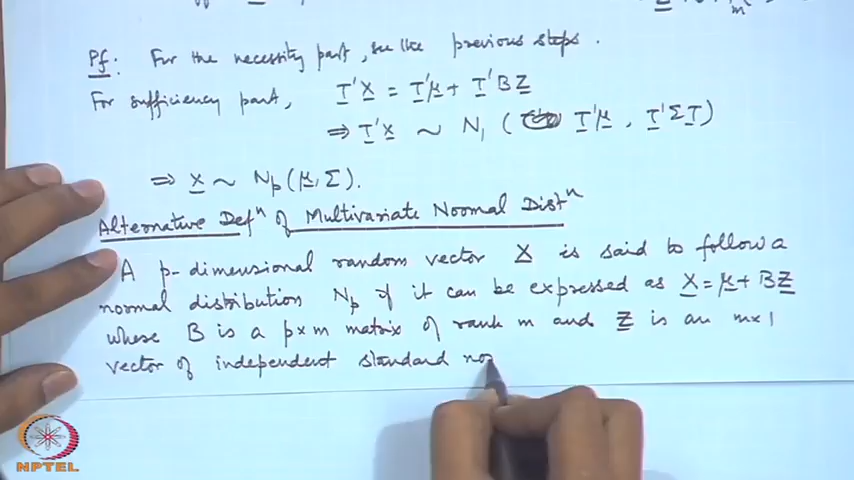 Pf: For the necessity part, see the previous steps.
For sufficiency part, T'X = T'μ + T'BZ
⇒ T'X ~ N₁ ( T'μ, T'ΣT)
⇒ X ~ Nₚ(μ, Σ).
Alternative Defⁿ of Multivariate Normal Distⁿ
A p-dimensional random vector X is said to follow a
normal distribution Nₚ if it can be expressed as X = μ + BZ
where B is a p×m matrix of rank m and Z is an m×1
vector of independent standard no
NPTEL